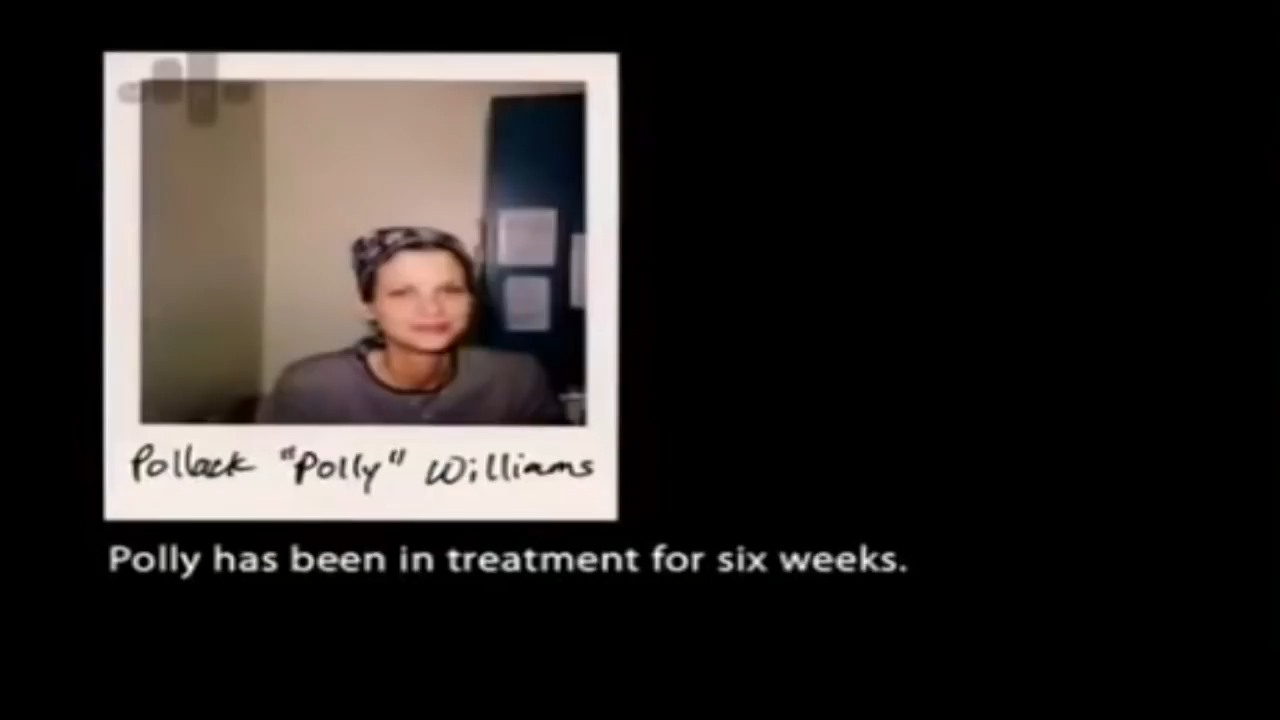 Pollack "Polly" Williams
Polly has been in treatment for six weeks.